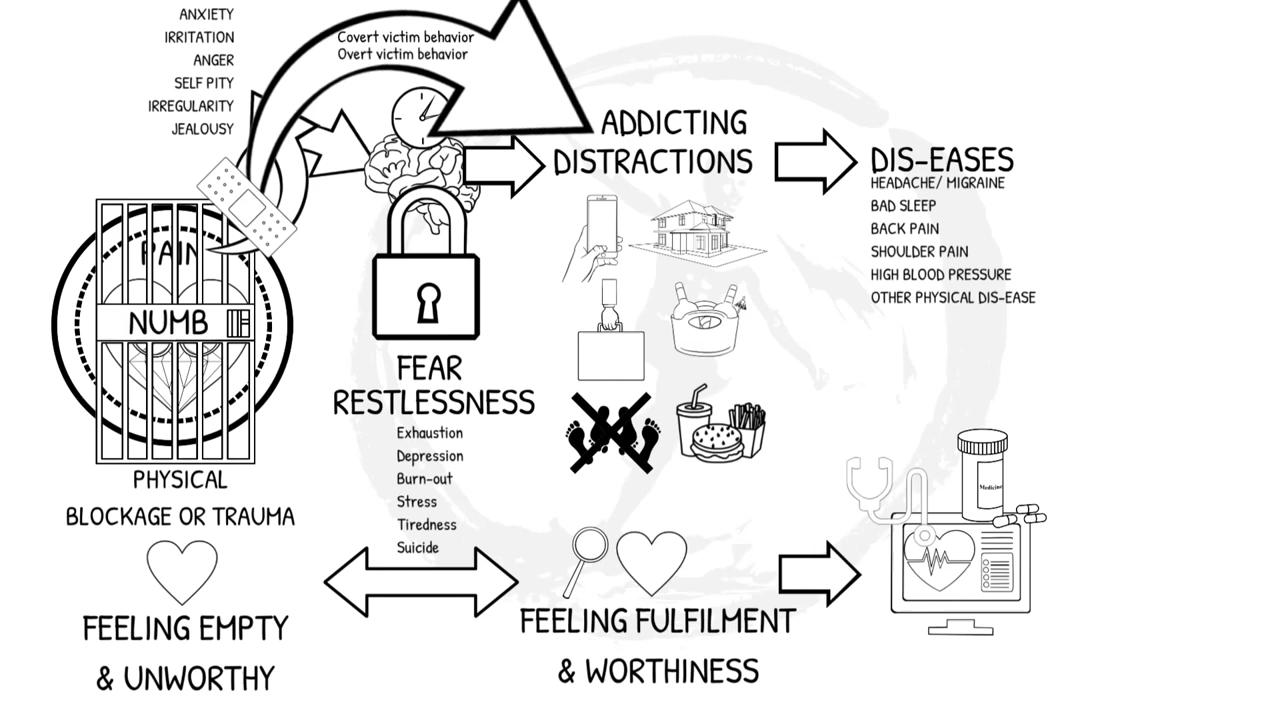 ANXIETY
IRRITATION
ANGER
SELF PITY
IRREGULARITY
JEALOUSY
Covert victim behavior
Overt victim behavior
ADDICTING
DISTRACTIONS
DIS-EASES
HEADACHE/ MIGRAINE
BAD SLEEP
BACK PAIN
SHOULDER PAIN
HIGH BLOOD PRESSURE
OTHER PHYSICAL DIS-EASE
PAIN
NUMB
PHYSICAL
BLOCKAGE OR TRAUMA
FEAR
RESTLESSNESS
Exhaustion
Depression
Burn-out
Stress
Tiredness
Suicide
Medicine
FEELING EMPTY
& UNWORTHY
FEELING FULFILMENT
& WORTHINESS